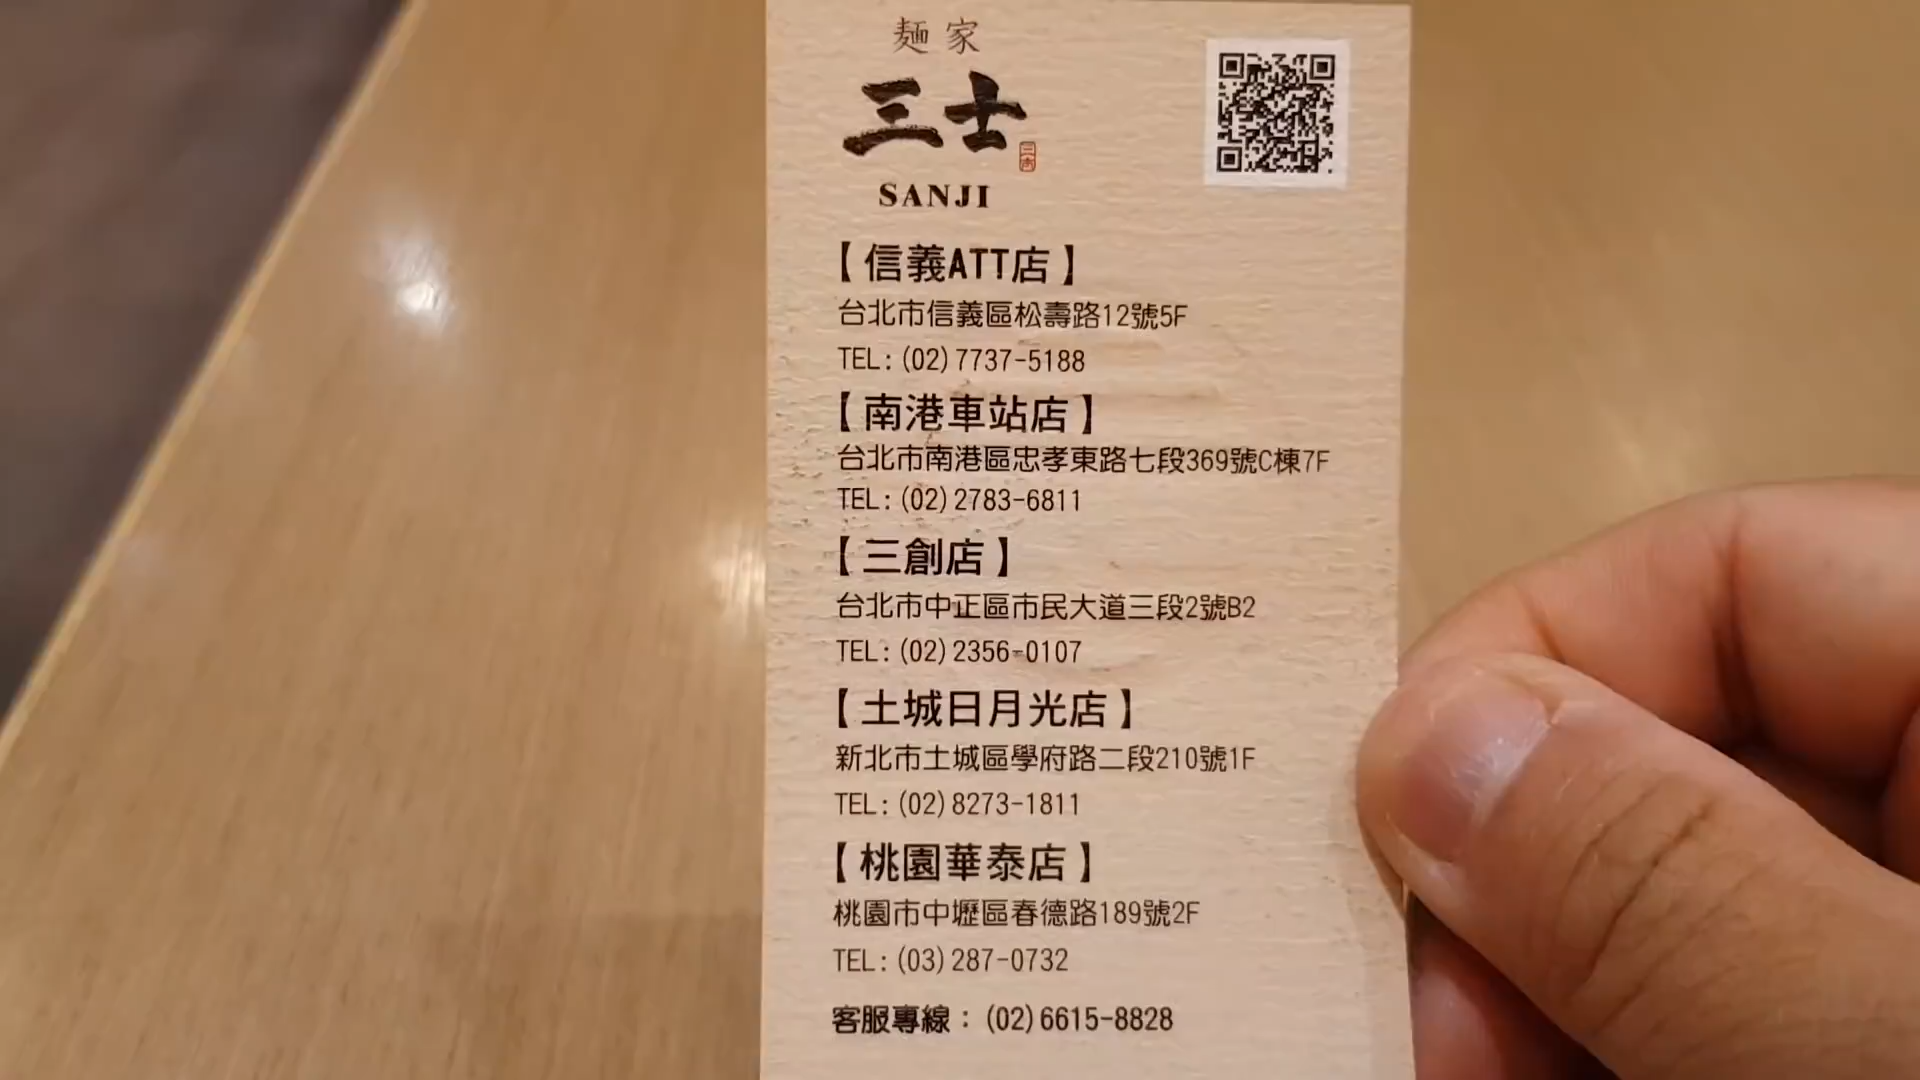 麵家
三士
SANJI
【信義ATT店】
台北市信義區松壽路12號5F
TEL:(02)7737-5188
【南港車站店】
台北市南港區忠孝東路七段369號C棟7F
TEL:(02)2783-6811
【三創店】
台北市中正區市民大道三段2號B2
TEL:(02)2356-0107
【土城日月光店】
新北市土城區學府路二段210號1F
TEL:(02)8273-1811
【桃園華泰店】
桃園市中壢區春德路189號2F
TEL:(03)287-0732
客服專線：(02)6615-8828